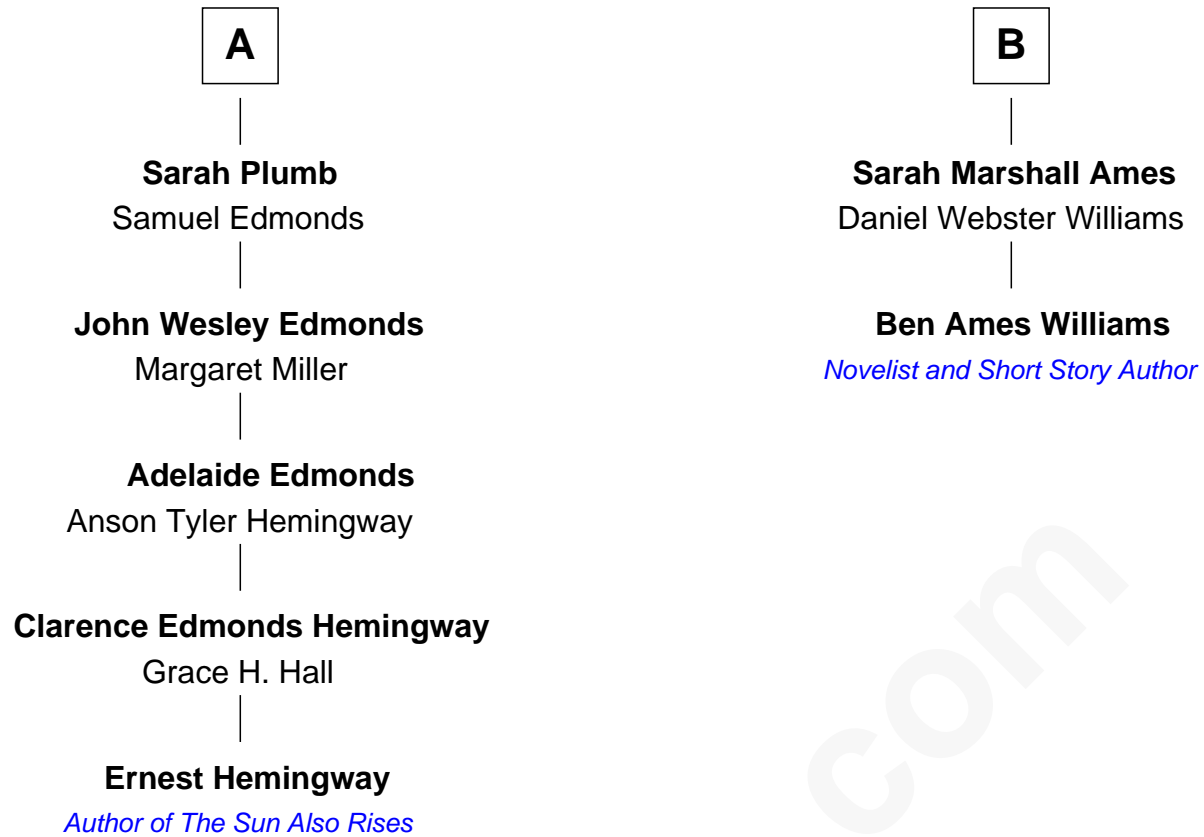 A
Sarah Plumb
Samuel Edmonds
John Wesley Edmonds
Margaret Miller
Adelaide Edmonds
Anson Tyler Hemingway
Clarence Edmonds Hemingway
Grace H. Hall
Ernest Hemingway
Author of The Sun Also Rises
B
Sarah Marshall Ames
Daniel Webster Williams
Ben Ames Williams
Novelist and Short Story Author
com